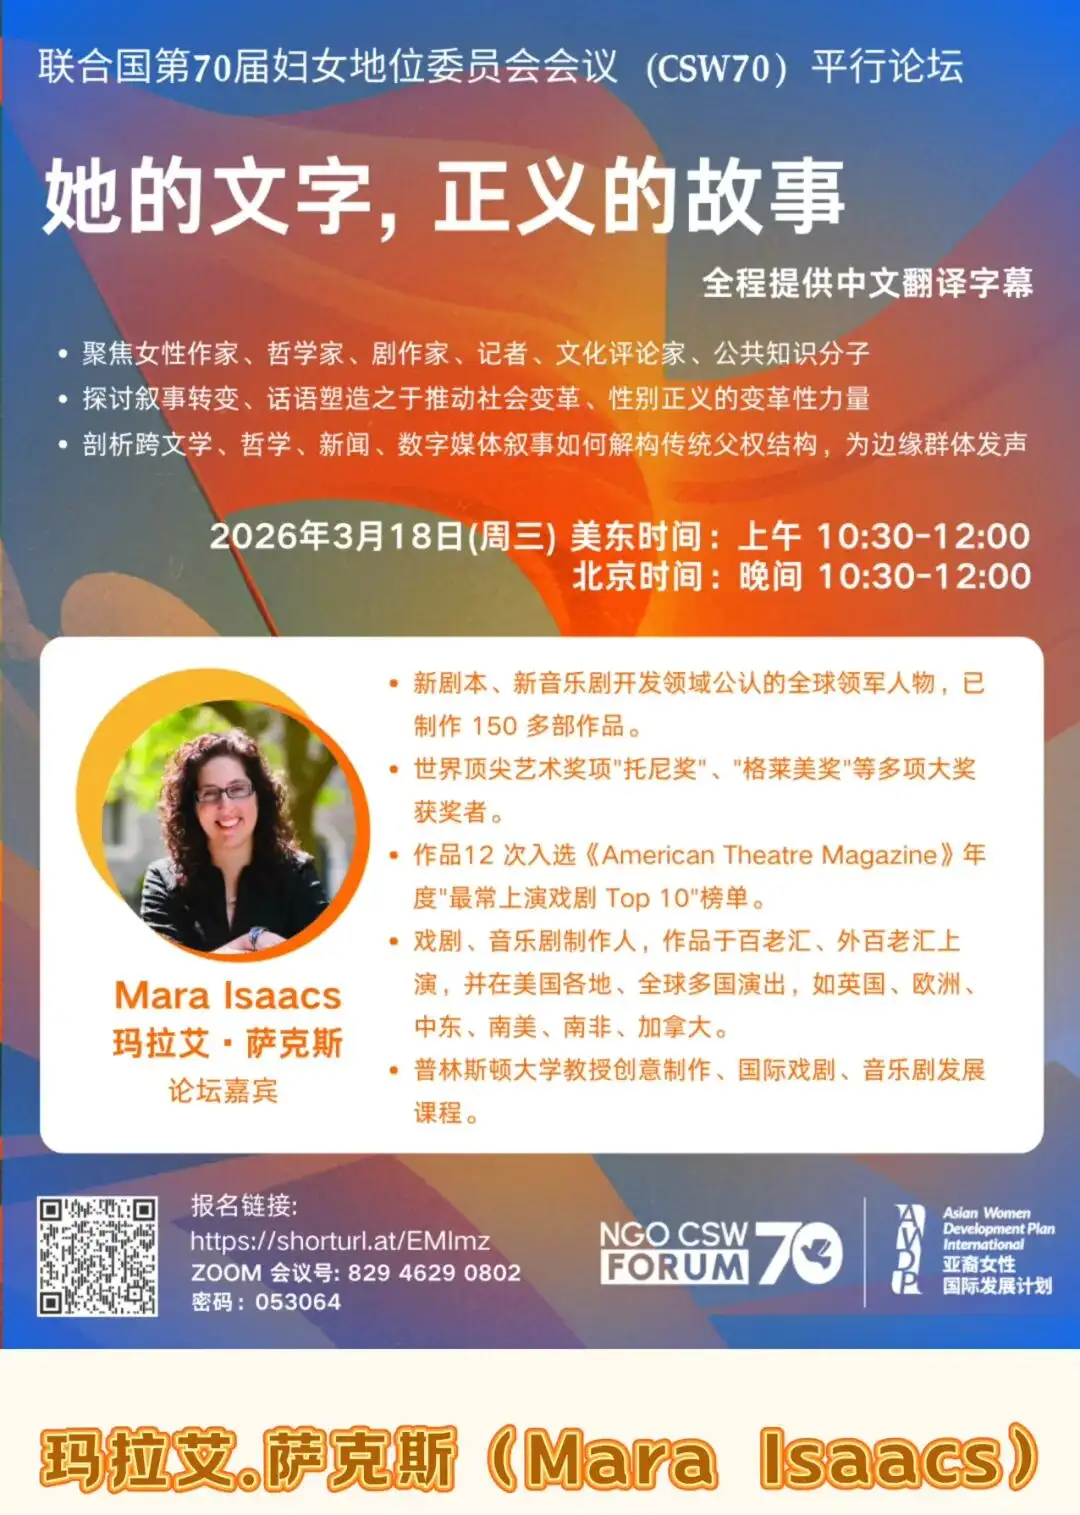 联合国第70届妇女地位委员会会议（CSW70）平行论坛
她的文字, 正义的故事
全程提供中文翻译字幕
• 聚焦女性作家、哲学家、剧作家、记者、文化评论家、公共知识分子
• 探讨叙事转变、话语塑造之于推动社会变革、性别正义的变革性力量
• 剖析跨文学、哲学、新闻、数字媒体叙事如何解构传统父权结构，为边缘群体发声
2026年3月18日(周三) 美东时间：上午 10:30-12:00
北京时间：晚间 10:30-12:00
Mara Isaacs
玛拉艾·萨克斯
论坛嘉宾
• 新剧本、新音乐剧开发领域公认的全球领军人物，已
制作 150 多部作品。
• 世界顶尖艺术奖项"托尼奖"、"格莱美奖"等多项大奖
获奖者。
• 作品12 次入选《American Theatre Magazine》年
度"最常上演戏剧 Top 10"榜单。
• 戏剧、音乐剧制作人，作品于百老汇、外百老汇上
演，并在美国各地、全球多国演出，如英国、欧洲、
中东、南美、南非、加拿大。
• 普林斯顿大学教授创意制作、国际戏剧、音乐剧发展
课程。
报名链接:
https://shorturl.at/EMlmz
ZOOM 会议号: 829 4629 0802
密码：053064
NGO CSW
FORUM 70
AWDP
Asian Women
Development Plan
International
亚裔女性
国际发展计划
玛拉艾.萨克斯（Mara Isaacs）